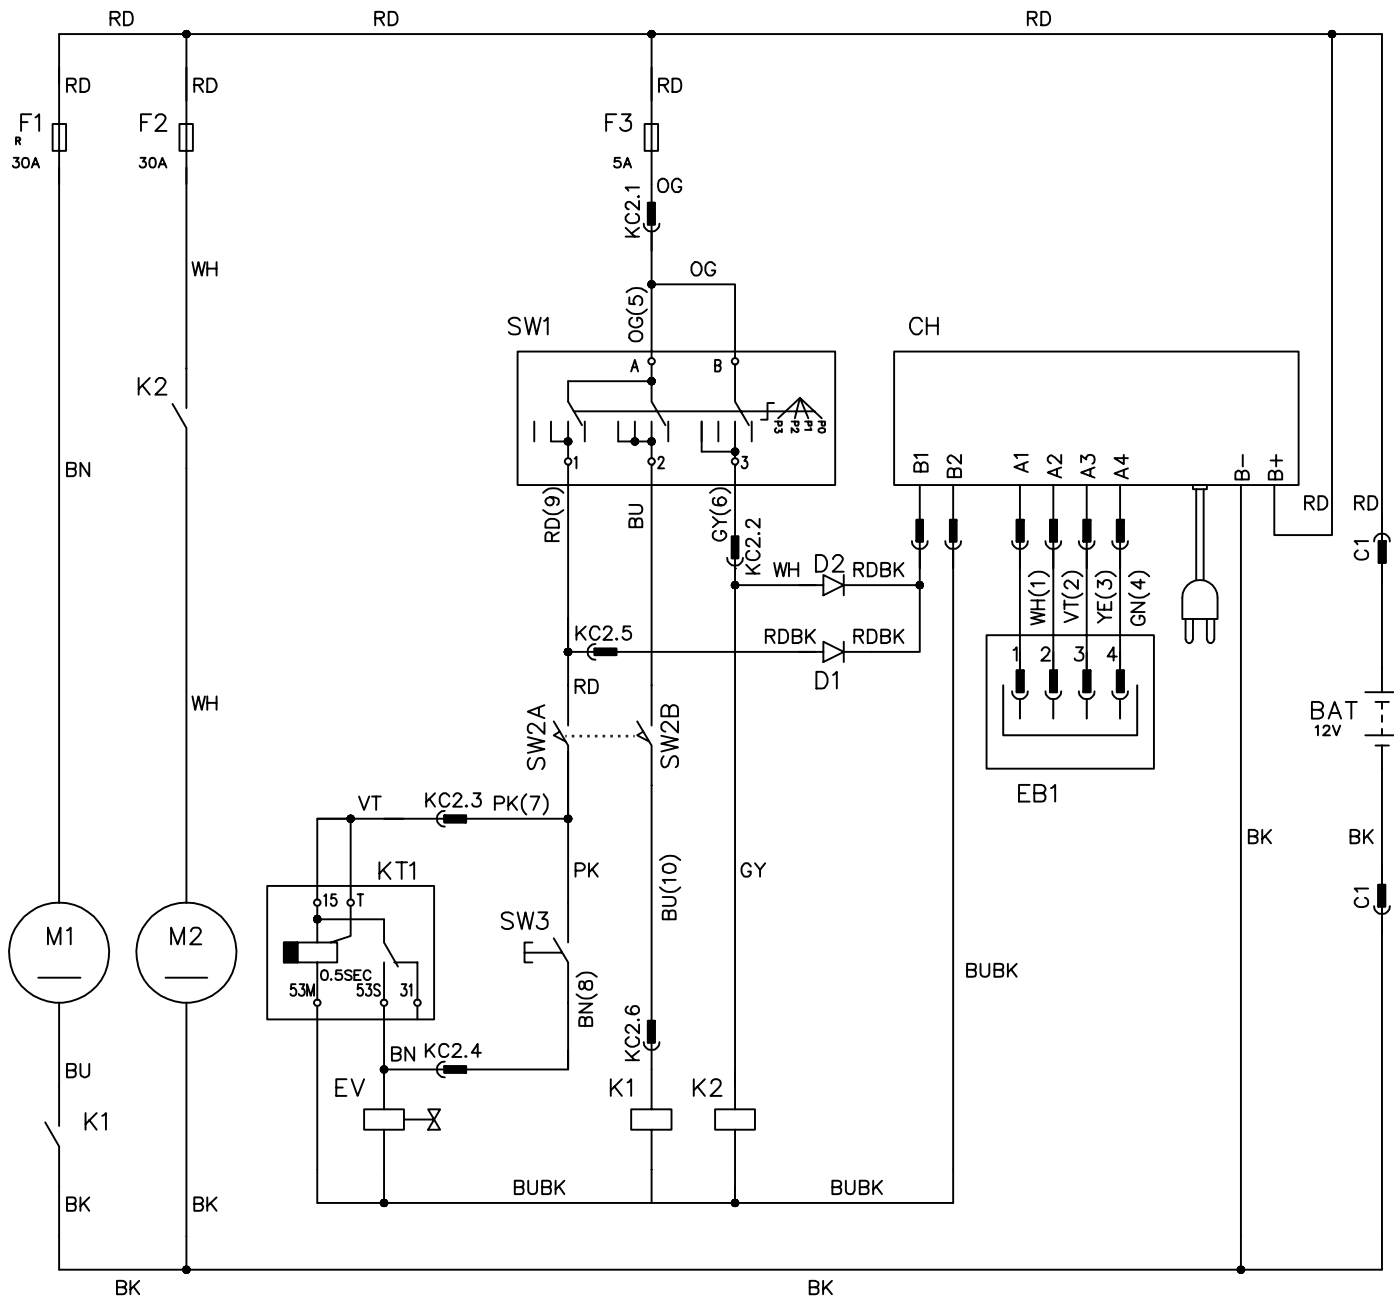 RD RD RD
RD RD RD
F1 F2 F3
R
30A 30A 5A
OG
KC2.1
WH OG
OG(5)
SW1 CH
A B
K2
P3 P2 P1 P0
1 2 3
B1 B2 A1 A2 A3 A4 B- B+
BN
RD(9) BU GY(6) RD RD
KC2.2
C1
WH D2 RDBK
WH(1) VT(2) YE(3) GN(4)
KC2.5 RDBK RDBK
1 2 3 4
D1
RD
WH
SW2A SW2B
BAT
12V
EB1
VT KC2.3 PK(7)
BK BK
KT1 PK BU(10) GY
15 T
C1
M1 M2 SW3
0.5SEC
53M 53S 31
BN(8)
BUBK
KC2.6
BN KC2.4
BU
EV K1 K2
K1
BUBK BUBK
BK BK
BK BK